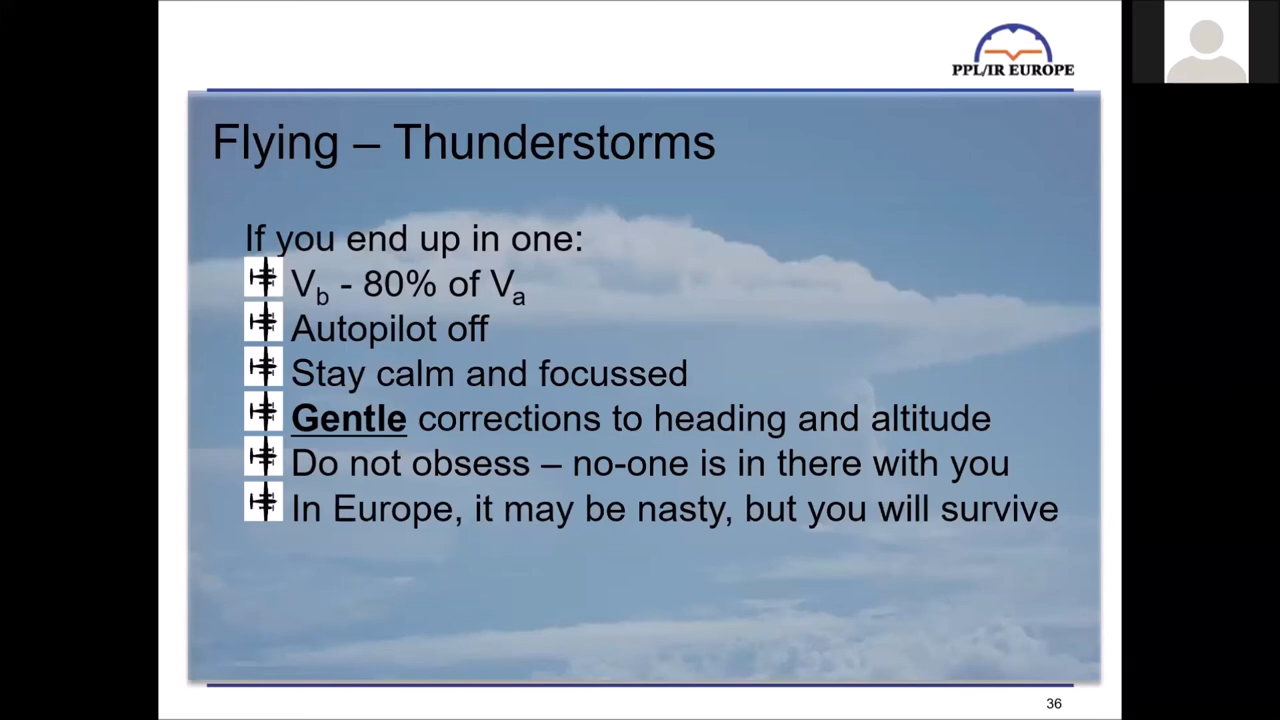 PPL/IR EUROPE
Flying – Thunderstorms
If you end up in one:
Vb - 80% of Va
Autopilot off
Stay calm and focussed
Gentle corrections to heading and altitude
Do not obsess – no-one is in there with you
In Europe, it may be nasty, but you will survive
36